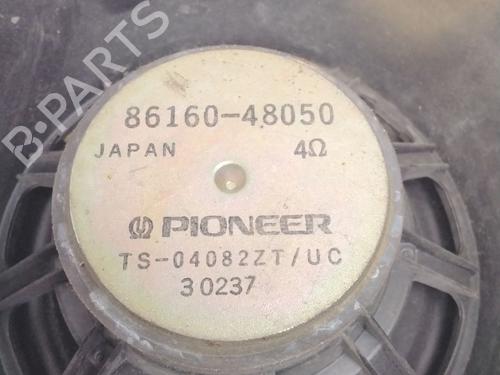 B-PARTS
86160-48050
JAPAN 4Ω
PIONEER
TS-04082ZT/UC
30237